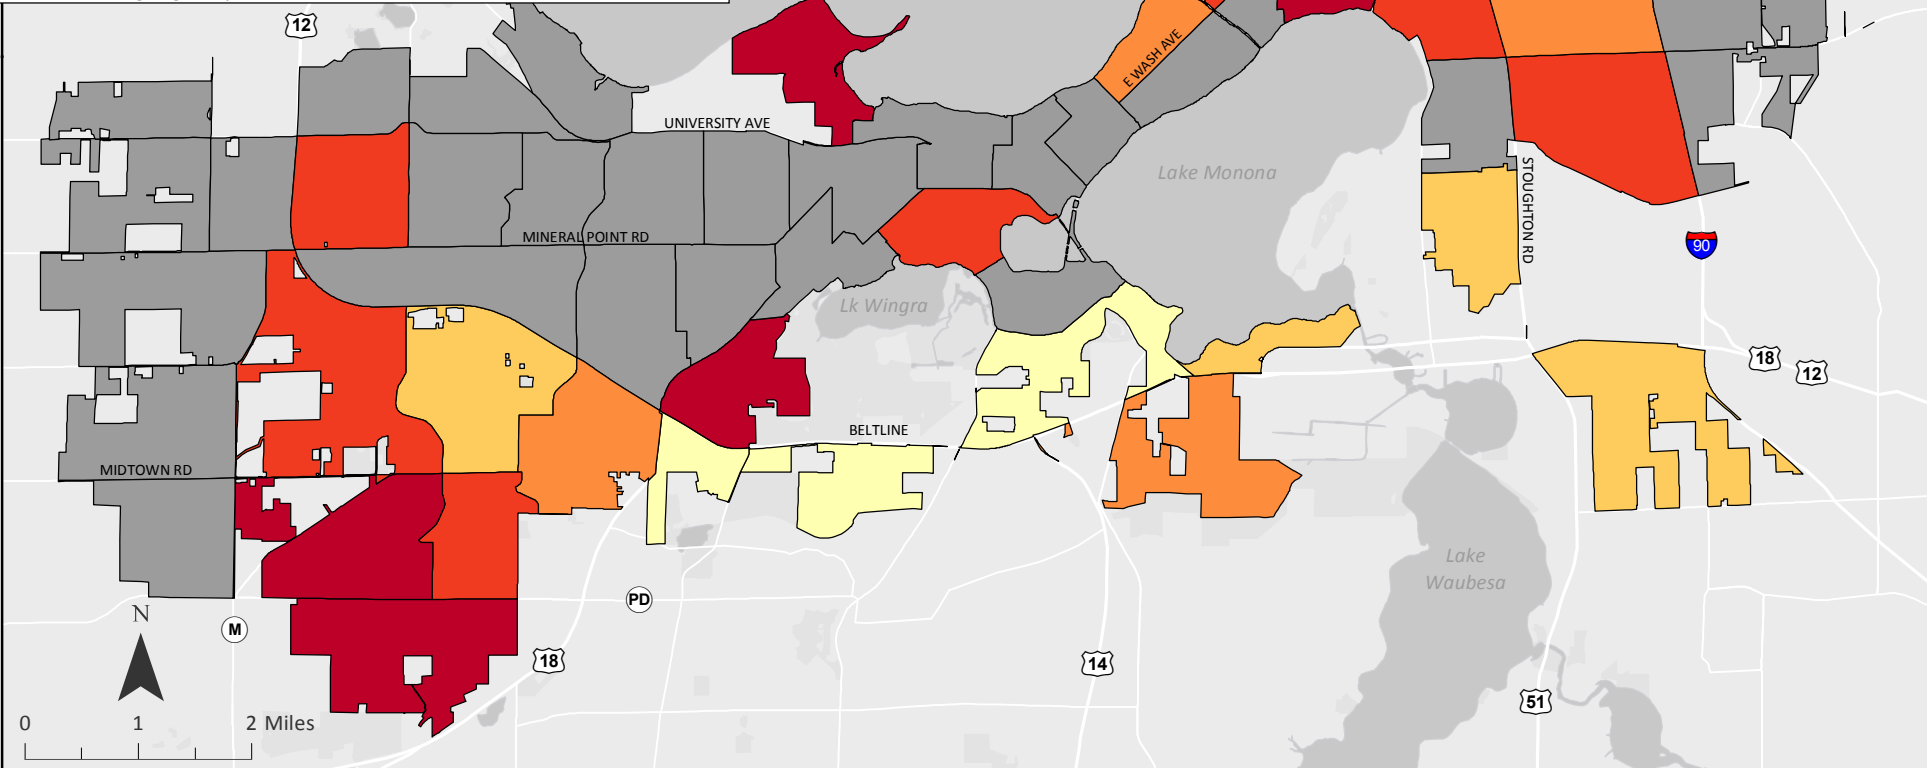 12
E WASH AVE
UNIVERSITY AVE
Lake Monona
STOUGHTON RD
MINERAL POINT RD
90
Lk Wingra
18
12
BELTLINE
MIDTOWN RD
Lake
Waubesa
PD
N
M
18
14
51
0 1 2 Miles